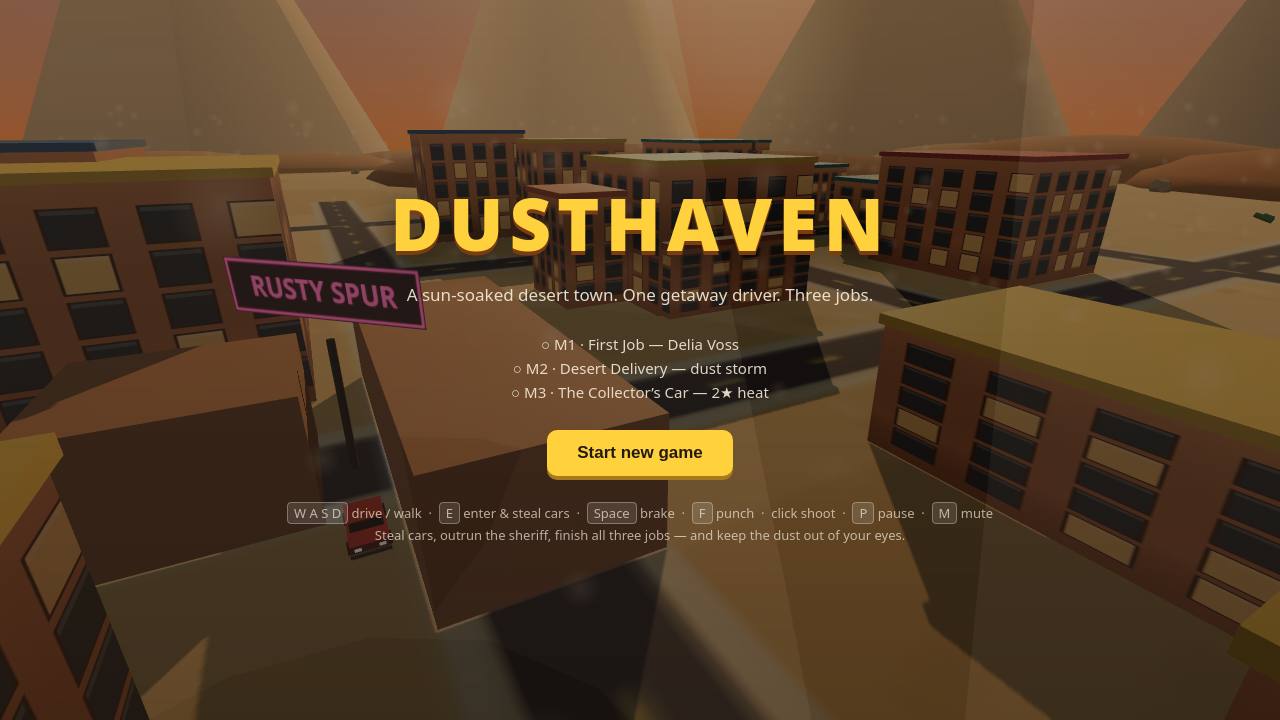 DUSTHAVEN
RUSTY SPUR
A sun-soaked desert town. One getaway driver. Three jobs.
○ M1 · First Job — Delia Voss
○ M2 · Desert Delivery — dust storm
○ M3 · The Collector’s Car — 2★ heat
Start new game
W A S D drive / walk · E enter & steal cars · Space brake · F punch · click shoot · P pause · M mute
Steal cars, outrun the sheriff, finish all three jobs — and keep the dust out of your eyes.